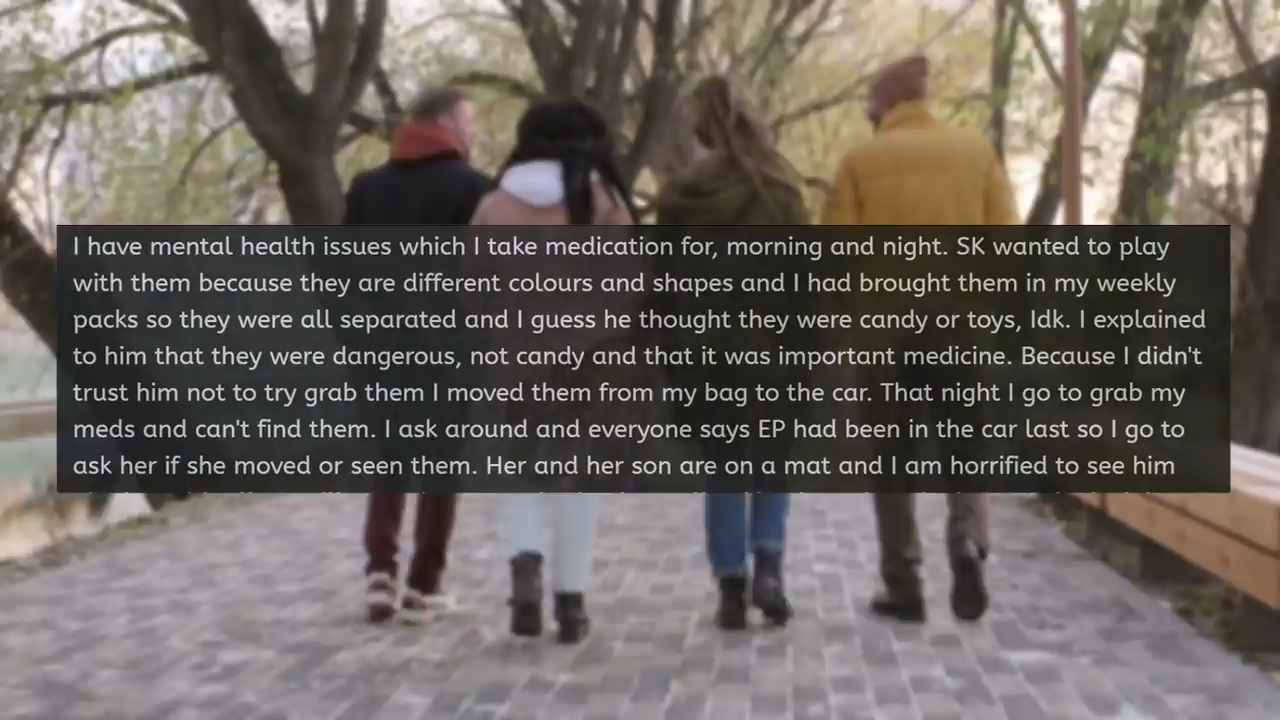 I have mental health issues which I take medication for, morning and night. SK wanted to play
with them because they are different colours and shapes and I had brought them in my weekly
packs so they were all separated and I guess he thought they were candy or toys, Idk. I explained
to him that they were dangerous, not candy and that it was important medicine. Because I didn't
trust him not to try grab them I moved them from my bag to the car. That night I go to grab my
meds and can't find them. I ask around and everyone says EP had been in the car last so I go to
ask her if she moved or seen them. Her and her son are on a mat and I am horrified to see him